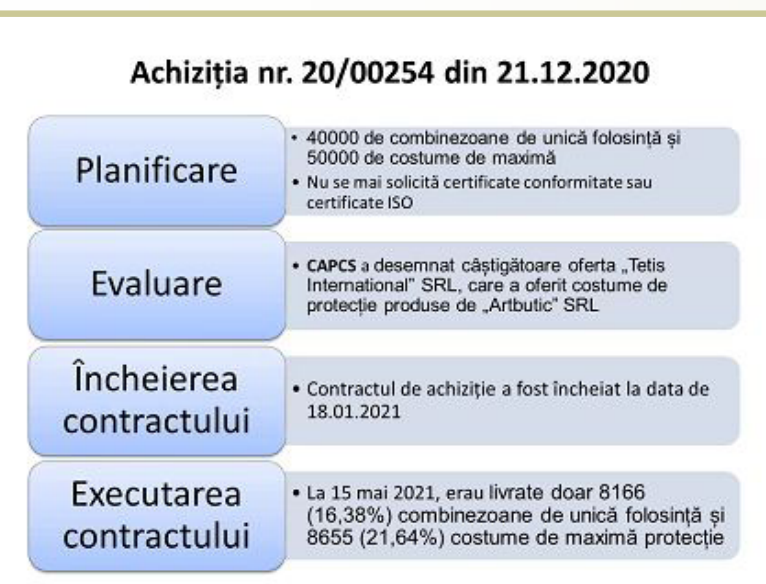 Achiziția nr. 20/00254 din 21.12.2020
Planificare
• 40000 de combinezoane de unică folosință și
50000 de costume de maximă
• Nu se mai solicită certificate conformitate sau
certificate ISO
Evaluare
• CAPCS a desemnat câștigătoare oferta „Tetis
International” SRL, care a oferit costume de
protecție produse de „Artbutic” SRL
Încheierea
contractului
• Contractul de achiziție a fost încheiat la data de
18.01.2021
Executarea
contractului
• La 15 mai 2021, erau livrate doar 8166
(16,38%) combinezoane de unică folosință și
8655 (21,64%) costume de maximă protecție